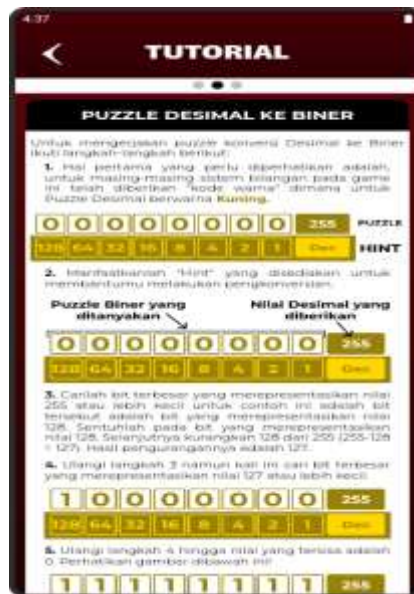 4:37
TUTORIAL
PUZZLE DESIMAL KE BINER
Untuk mengerjakan puzzle konversi Desimal ke Biner
ikuti langkah-langkah berikut:
1. Hal pertama yang perlu diperhatikan adalah,
untuk masing-masing sistem bilangan pada game
ini telah diberikan "kode warna" dimana untuk
Puzzle Desimal berwarna Kuning.
0 0 0 0 0 0 0 0 255 PUZZLE
128 64 32 16 8 4 2 1 Dec HINT
2. Manfaatkanlah "Hint" yang disediakan untuk
membantumu melakukan pengkonversian.
Puzzle Biner yang Nilai Desimal yang
ditanyakan diberikan
0 0 0 0 0 0 0 0 255
128 64 32 16 8 4 2 1 Dec
3. Carilah bit terbesar yang merepresentasikan nilai
255 atau lebih kecil untuk contoh ini adalah bit
tersebut adalah bit yang merepresentasikan nilai
128. Sentuhlah pada bit yang merepresentasikan
nilai 128. Selanjutnya kurangkan 128 dari 255 (255-128
= 127). Hasil pengurangannya adalah 127.
4. Ulangi langkah 3 namun kali ini cari bit terbesar
yang merepresentasikan nilai 127 atau lebih kecil.
1 0 0 0 0 0 0 0 255
128 64 32 16 8 4 2 1 Dec
5. Ulangi langkah 4 hingga nilai yang tersisa adalah
0. Perhatikan gambar dibawah ini!
1 1 1 1 1 1 1 1 255